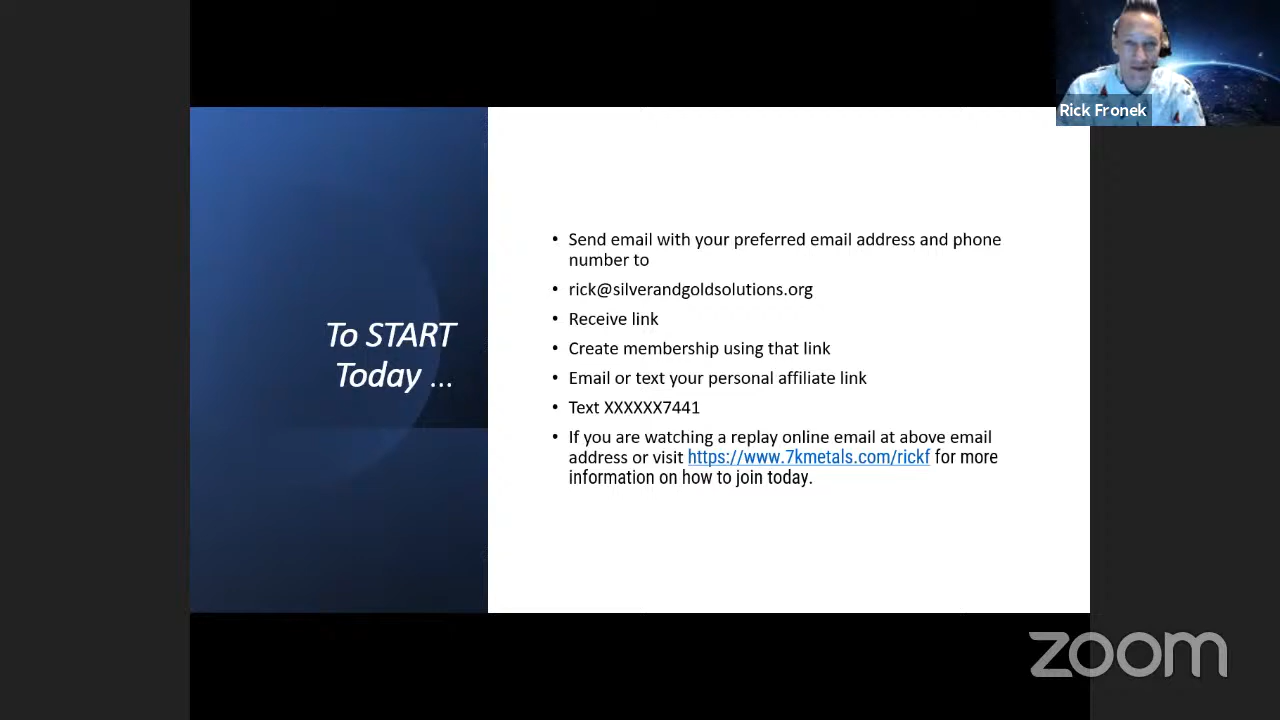 Rick Fronek
To START
Today ...
• Send email with your preferred email address and phone
number to
• rick@silverandgoldsolutions.org
• Receive link
• Create membership using that link
• Email or text your personal affiliate link
• Text XXXXXX7441
• If you are watching a replay online email at above email
address or visit https://www.7kmetals.com/rickf for more
information on how to join today.
zoom